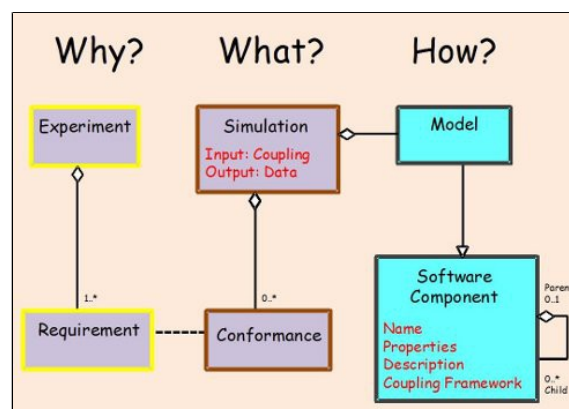 Why? What? How?
Experiment
Simulation
Input: Coupling
Output: Data
Model
1..*
0..*
Requirement
Conformance
Software
Component
Name
Properties
Description
Coupling Framework
Paren
0..1
0..*
Child